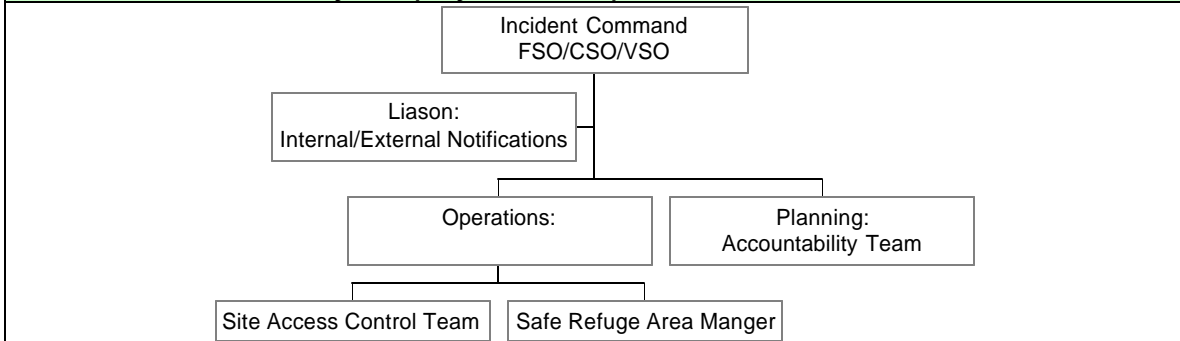 Incident Command
FSO/CSO/VSO
Liason:
Internal/External Notifications
Operations:
Planning:
Accountability Team
Site Access Control Team
Safe Refuge Area Manger